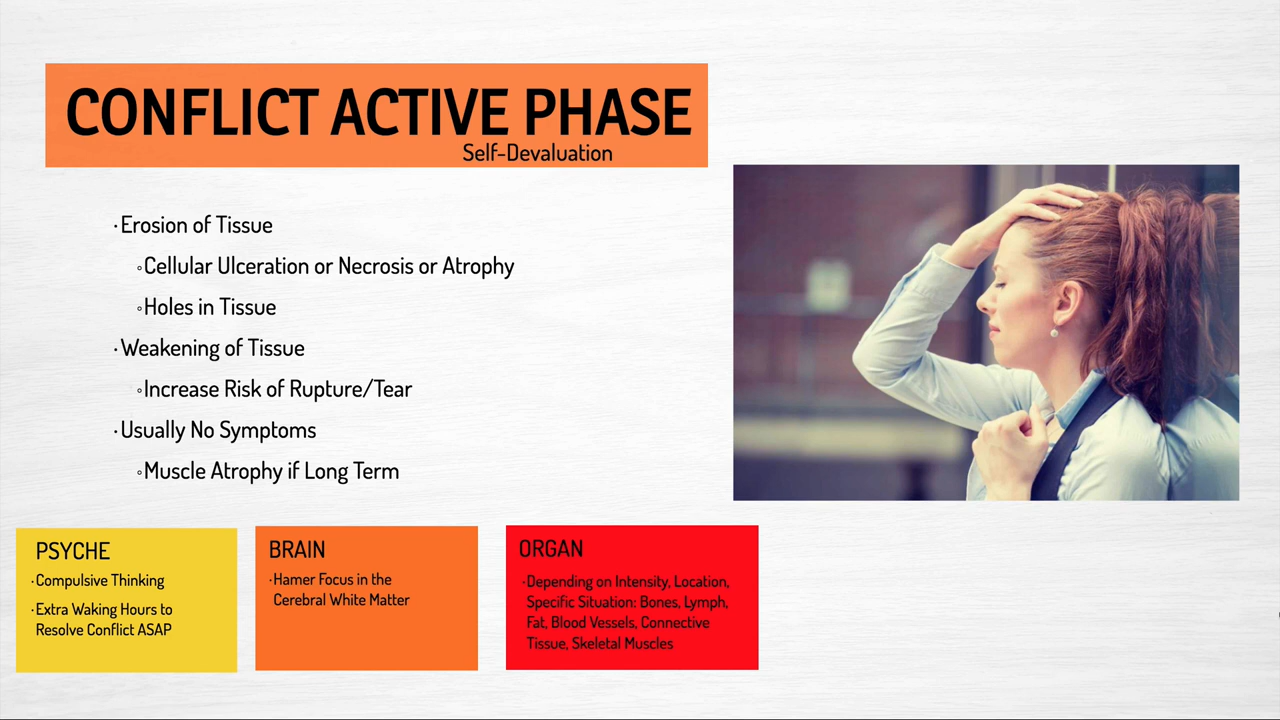 CONFLICT ACTIVE PHASE
Self-Devaluation
·Erosion of Tissue
◦Cellular Ulceration or Necrosis or Atrophy
◦Holes in Tissue
·Weakening of Tissue
◦Increase Risk of Rupture/Tear
·Usually No Symptoms
◦Muscle Atrophy if Long Term
PSYCHE
·Compulsive Thinking
·Extra Waking Hours to
Resolve Conflict ASAP
BRAIN
·Hamer Focus in the
Cerebral White Matter
ORGAN
·Depending on Intensity, Location,
Specific Situation: Bones, Lymph,
Fat, Blood Vessels, Connective
Tissue, Skeletal Muscles